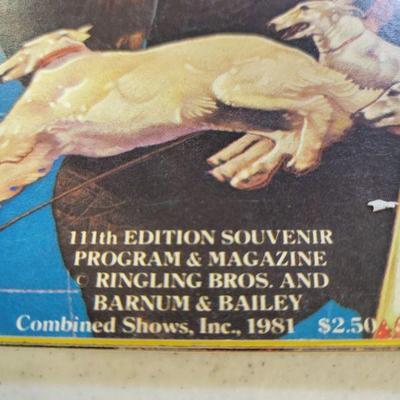 111th EDITION SOUVENIR
PROGRAM & MAGAZINE
© RINGLING BROS. AND
BARNUM & BAILEY
Combined Shows, Inc., 1981 $2.50